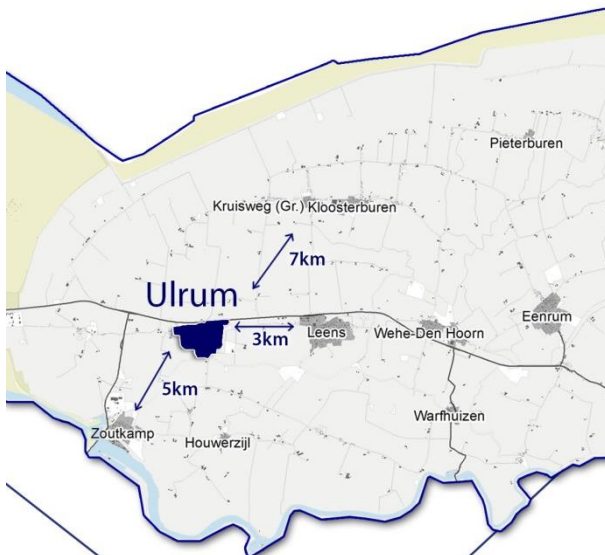 Pieterburen
Kruisweg (Gr.) Kloosterburen
7km
Ulrum
Eenrum
3km
Leens
Wehe-Den Hoorn
5km
Warfhuizen
Zoutkamp
Houwerzijl